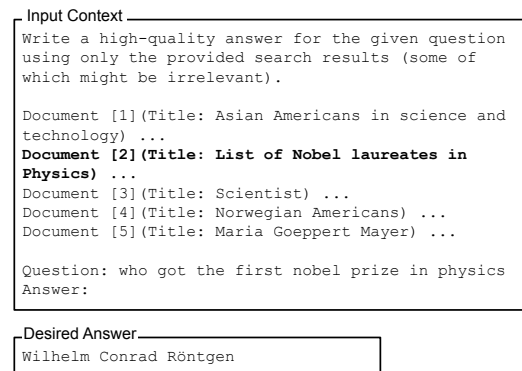 Input Context
Write a high-quality answer for the given question
using only the provided search results (some of
which might be irrelevant).
Document [1](Title: Asian Americans in science and
technology) ...
Document [2](Title: List of Nobel laureates in
Physics) ...
Document [3](Title: Scientist) ...
Document [4](Title: Norwegian Americans) ...
Document [5](Title: Maria Goeppert Mayer) ...
Question: who got the first nobel prize in physics
Answer:
Desired Answer
Wilhelm Conrad Röntgen